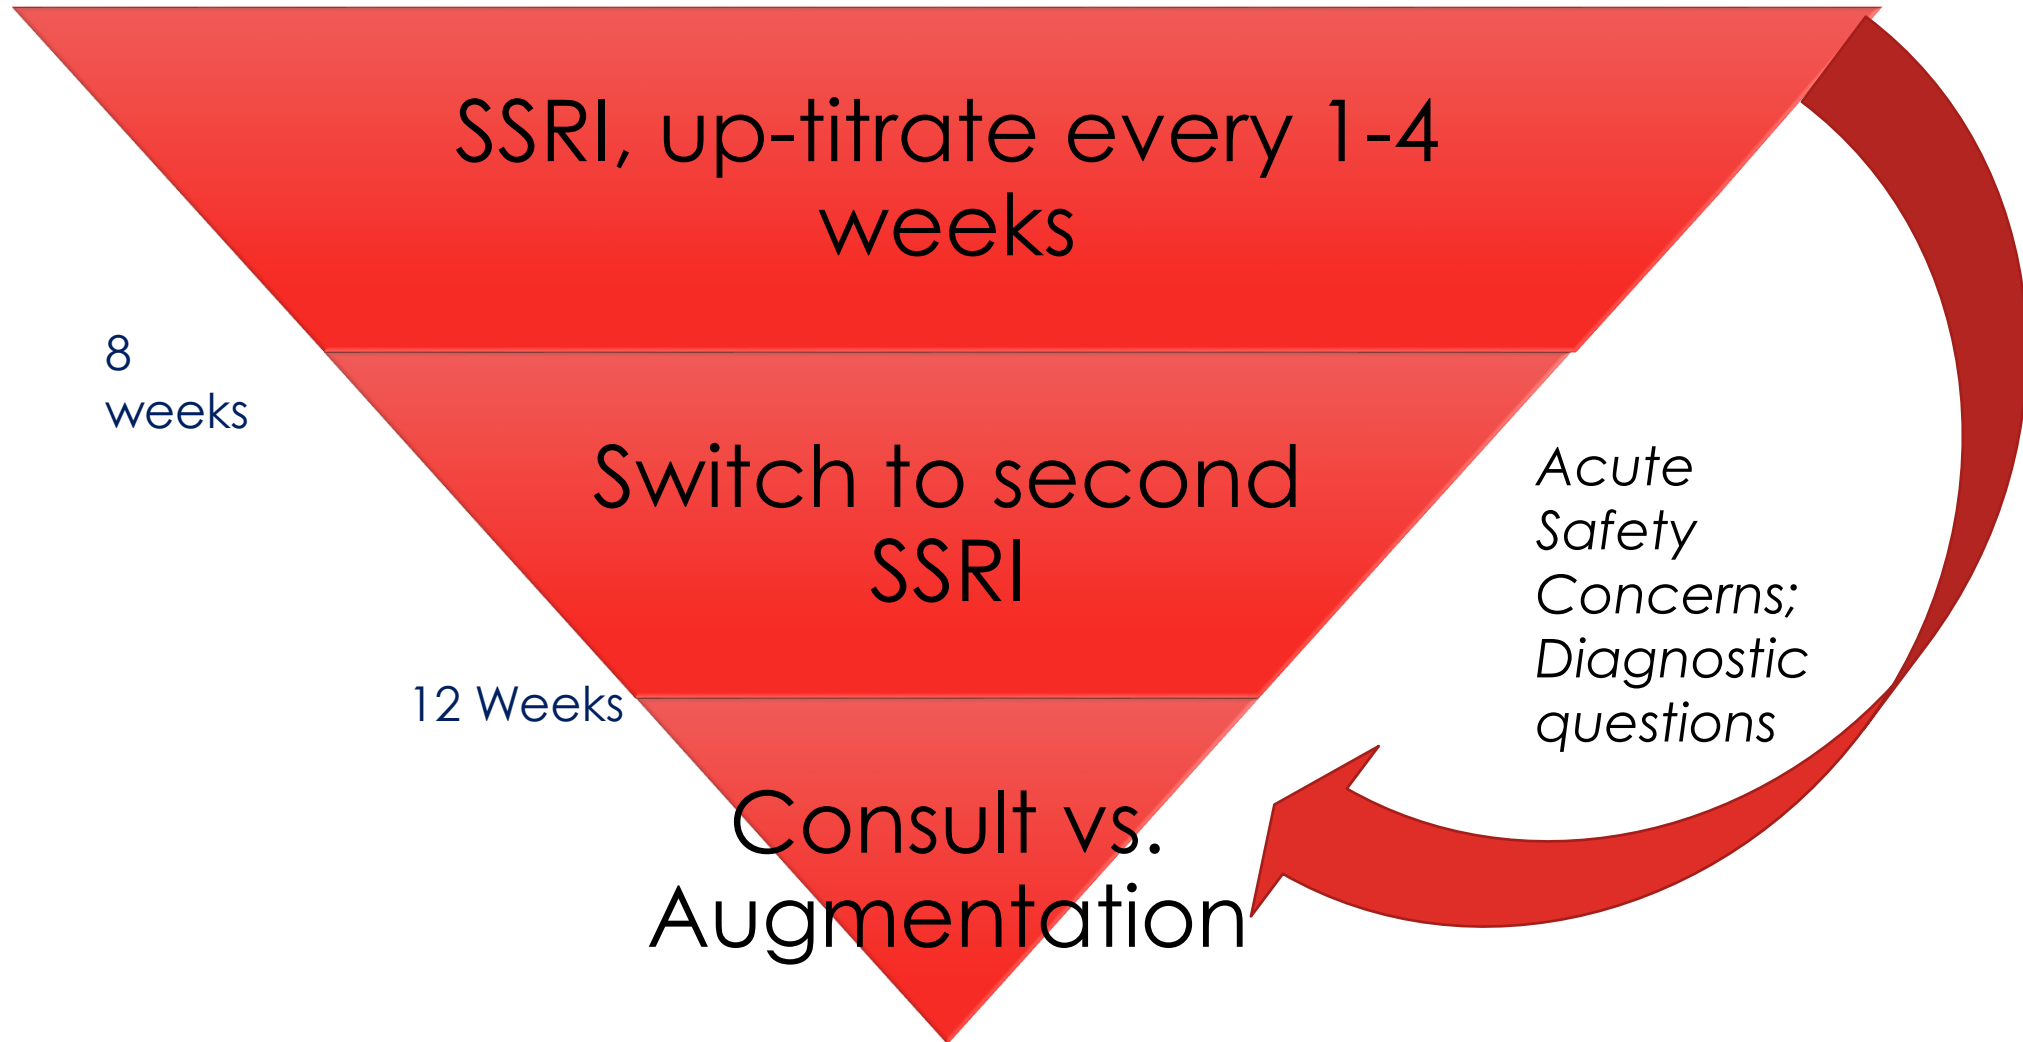 SSRI, up-titrate every 1-4
weeks
8
weeks
Switch to second
SSRI
Acute
Safety
Concerns;
Diagnostic
questions
12 Weeks
Consult vs.
Augmentation